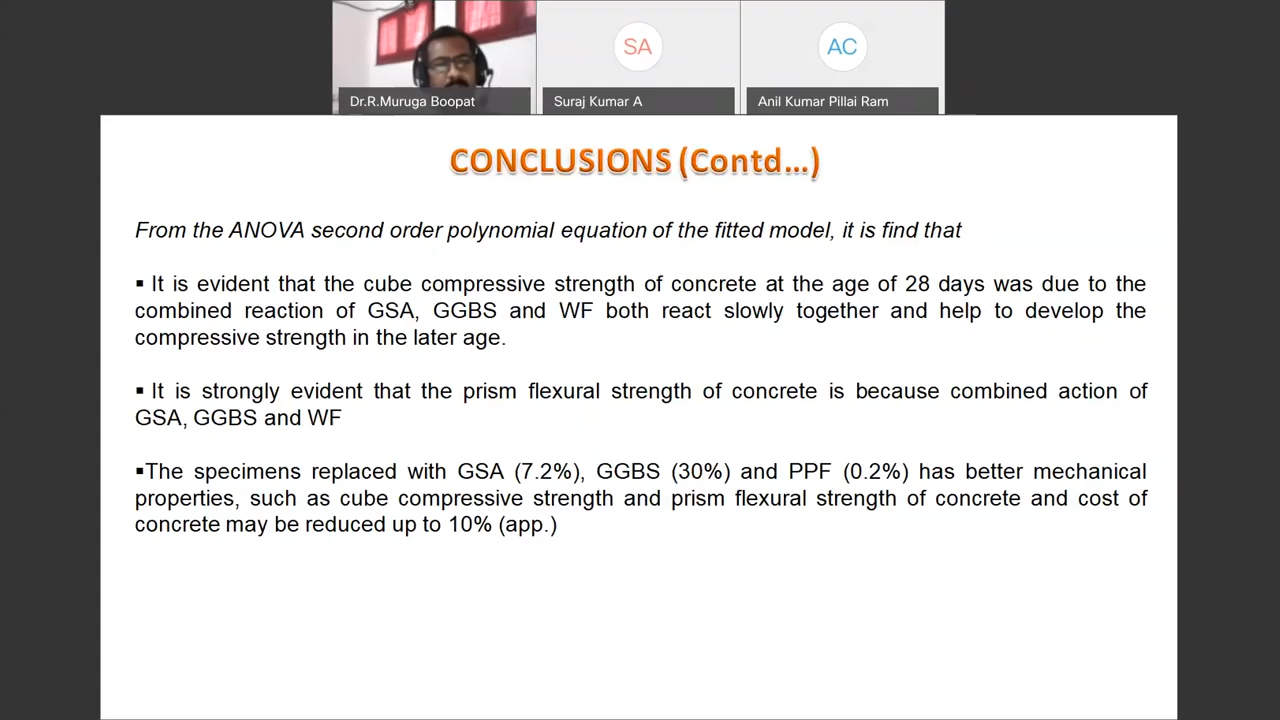 SA
AC
Dr.R.Muruga Boopat
Suraj Kumar A
Anil Kumar Pillai Ram
CONCLUSIONS (Contd...)
From the ANOVA second order polynomial equation of the fitted model, it is find that
▪ It is evident that the cube compressive strength of concrete at the age of 28 days was due to the
combined reaction of GSA, GGBS and WF both react slowly together and help to develop the
compressive strength in the later age.
▪ It is strongly evident that the prism flexural strength of concrete is because combined action of
GSA, GGBS and WF
▪The specimens replaced with GSA (7.2%), GGBS (30%) and PPF (0.2%) has better mechanical
properties, such as cube compressive strength and prism flexural strength of concrete and cost of
concrete may be reduced up to 10% (app.)